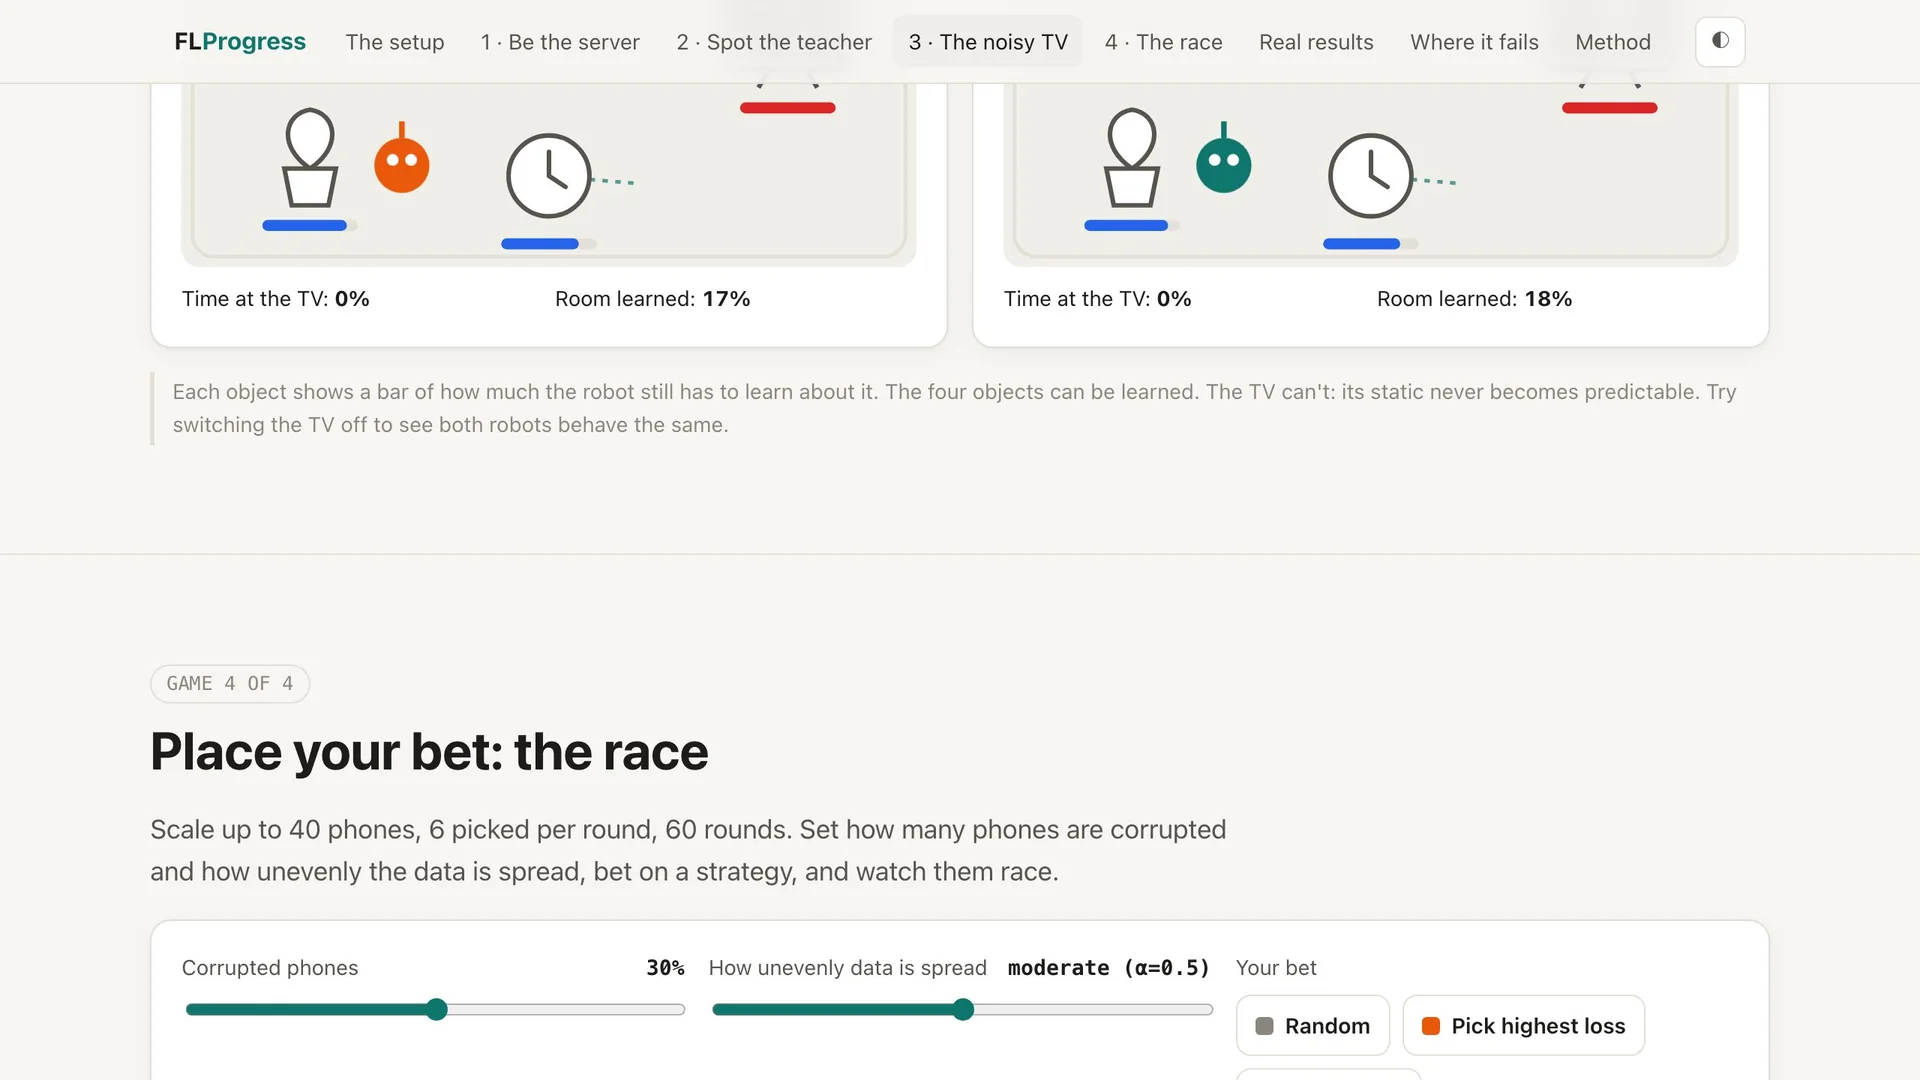 FLProgress
The setup
1 · Be the server
2 · Spot the teacher
3 · The noisy TV
4 · The race
Real results
Where it fails
Method
Time at the TV: 0%
Room learned: 17%
Time at the TV: 0%
Room learned: 18%
Each object shows a bar of how much the robot still has to learn about it. The four objects can be learned. The TV can't: its static never becomes predictable. Try
switching the TV off to see both robots behave the same.
GAME 4 OF 4
Place your bet: the race
Scale up to 40 phones, 6 picked per round, 60 rounds. Set how many phones are corrupted
and how unevenly the data is spread, bet on a strategy, and watch them race.
Corrupted phones
30%
How unevenly data is spread
moderate (α=0.5)
Your bet
Random
Pick highest loss